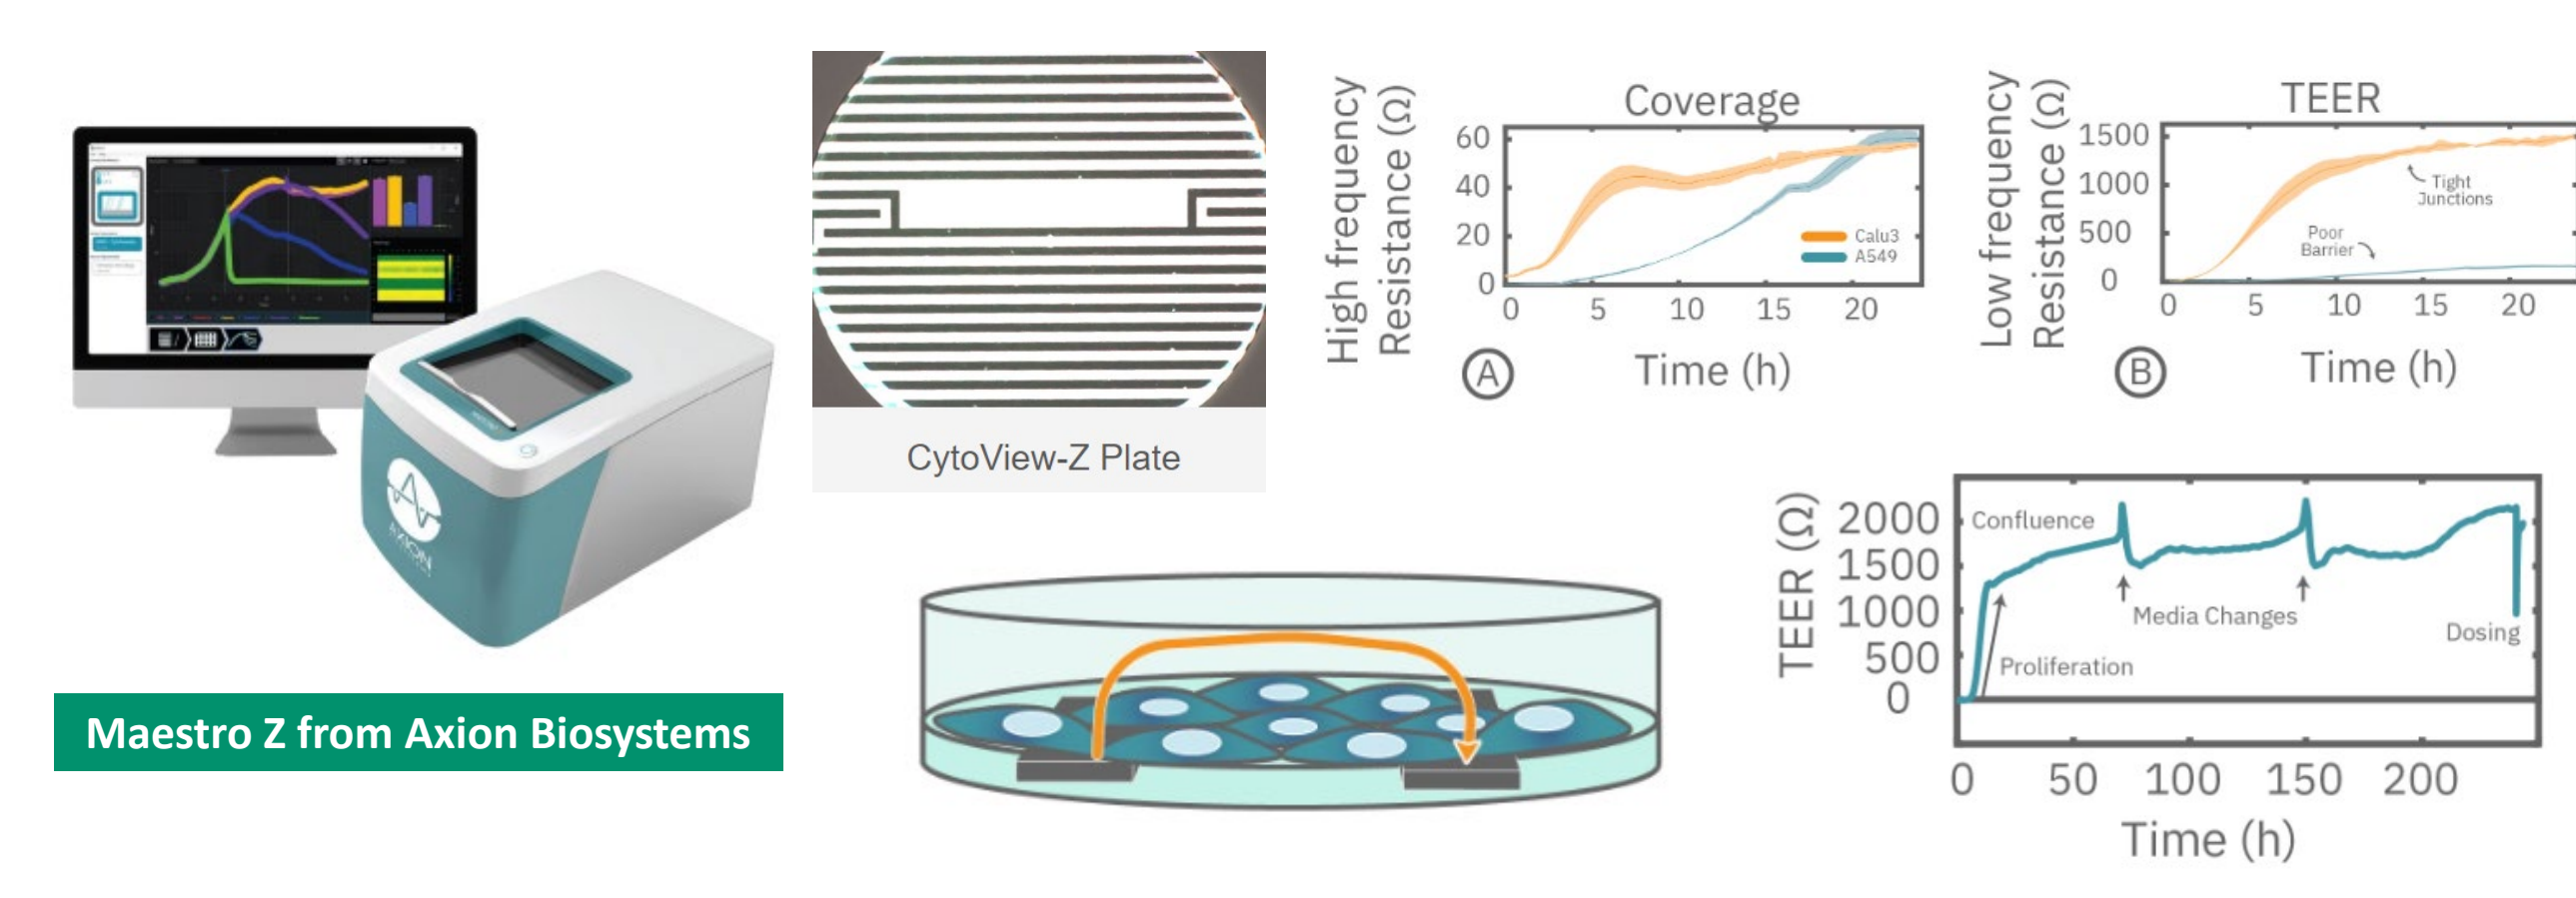 AXION
Maestro Z from Axion Biosystems
CytoView-Z Plate
Coverage
High frequency
Resistance (Ω)
60
40
20
0
Calu3
A549
0 5 10 15 20
A
Time (h)
TEER
Low frequency
Resistance (Ω)
1500
1000
500
0
Tight
Junctions
Poor
Barrier
0 5 10 15 20
B
Time (h)
TEER (Ω)
2000
1500
1000
500
0
Confluence
Media Changes
Dosing
Proliferation
0 50 100 150 200
Time (h)